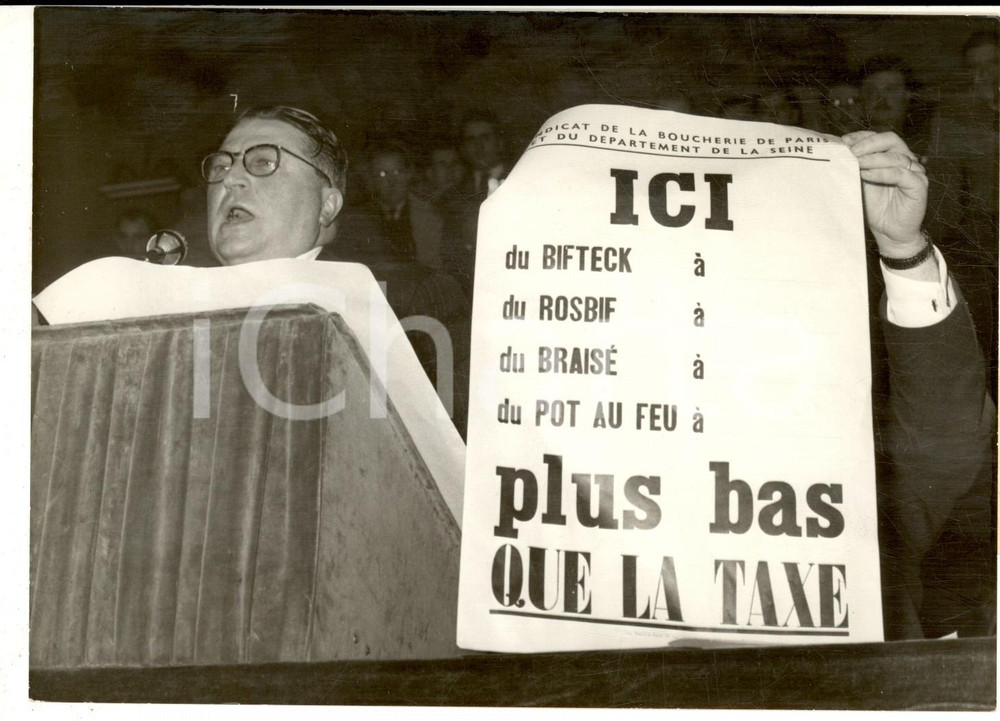 DICAT DE LA BOUCHERIE DE PARIS
ET DU DÉPARTEMENT DE LA SEINE
ICI
du BIFTECK à
du ROSBIF à
du BRAISÉ à
du POT AU FEU à
plus bas
QUE LA TAXE